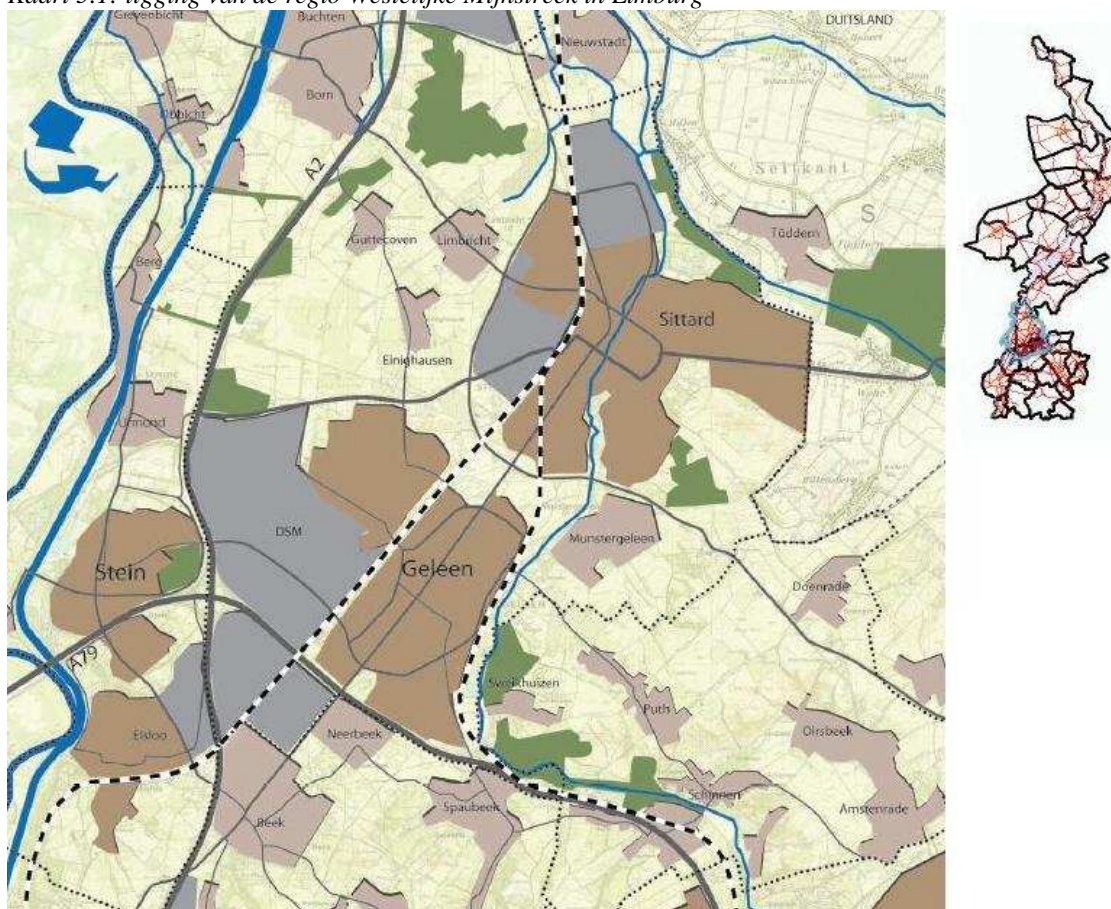 Kaart 3.1: ligging van de regio Westelijke Mijnstreek in Limburg
Grevenbicht
Buchten
DUITSLAND
Nieuwstadt
Born
Obbicht
A2
Selfkant
S
Guttecoven
Limbricht
Tüddern
Tüddern
Berg
Sittard
Einighausen
Urmond
DSM
Munstergeleen
Stein
Geleen
Doenrade
A79
Sweikhuizen
Puth
Elsloo
Neerbeek
Oirsbeek
Beek
Spaubeek
Schinnen
Amstenrade